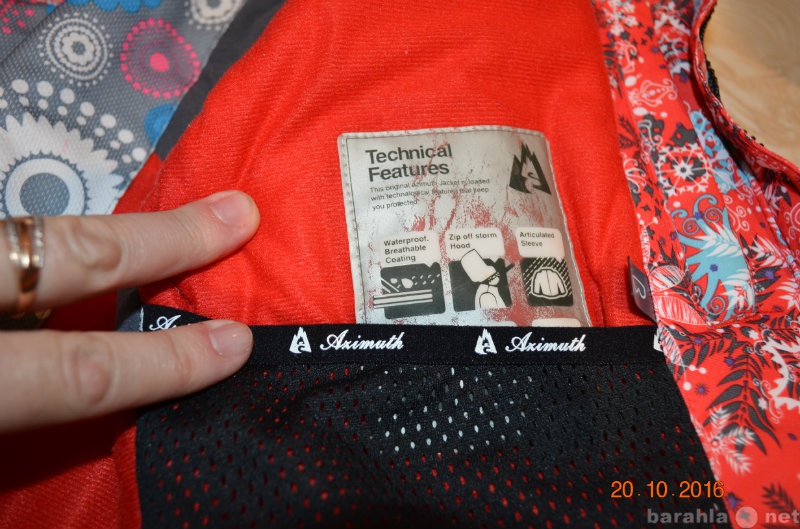 Technical
Features
This original Azimuth Jacket is loaded
with technological features that keep
you protected.
Waterproof.
Breathable
Coating
Zip off storm
Hood
Articulated
Sleeve
Azimuth
Azimuth
20.10.2016
barahla net